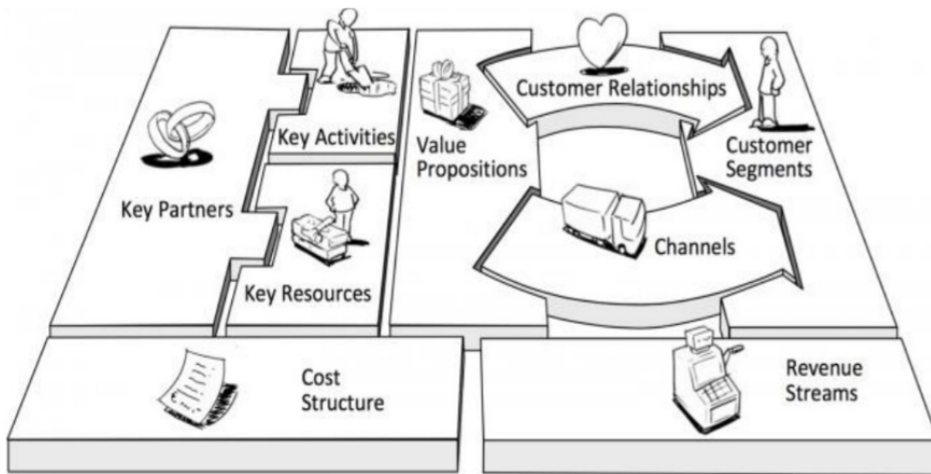 Key Partners
Key Activities
Key Resources
Value
Propositions
Customer Relationships
Channels
Customer
Segments
Cost
Structure
Revenue
Streams